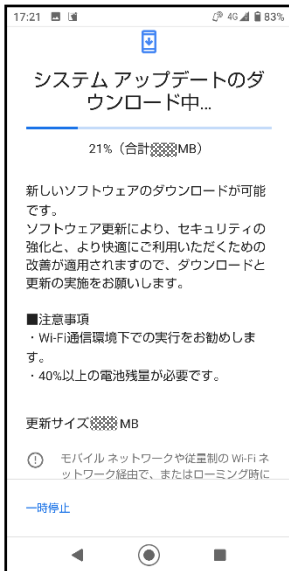 17:21 4G 83%
システム アップデートのダ
ウンロード中...
21%（合計 MB）
新しいソフトウェアのダウンロードが可能
です。
ソフトウェア更新により、セキュリティの
強化と、より快適にご利用いただくための
改善が適用されますので、ダウンロードと
更新の実施をお願いします。
■注意事項
・Wi-Fi通信環境下での実行をお勧めしま
す。
・40%以上の電池残量が必要です。
更新サイズ MB
モバイル ネットワークや従量制の Wi-Fi ネ
ットワーク経由で、またはローミング時に
一時停止